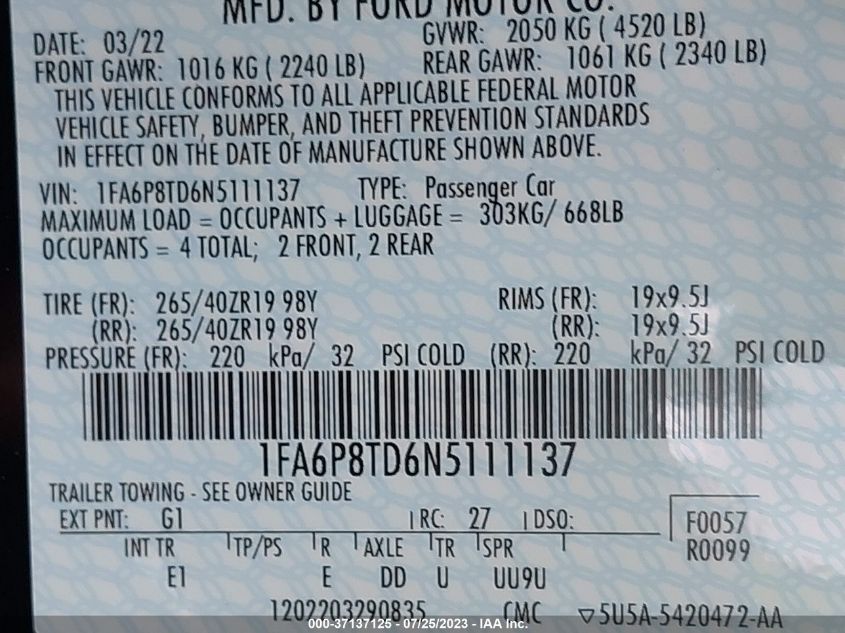 MFD. BY FORD MOTOR CO.
DATE: 03/22 GVWR: 2050 KG ( 4520 LB)
FRONT GAWR: 1016 KG ( 2240 LB) REAR GAWR: 1061 KG ( 2340 LB)
THIS VEHICLE CONFORMS TO ALL APPLICABLE FEDERAL MOTOR
VEHICLE SAFETY, BUMPER, AND THEFT PREVENTION STANDARDS
IN EFFECT ON THE DATE OF MANUFACTURE SHOWN ABOVE.
VIN: 1FA6P8TD6N5111137 TYPE: Passenger Car
MAXIMUM LOAD = OCCUPANTS + LUGGAGE = 303KG/ 668LB
OCCUPANTS = 4 TOTAL; 2 FRONT, 2 REAR
TIRE (FR): 265/40ZR19 98Y RIMS (FR): 19x9.5J
(RR): 265/40ZR19 98Y (RR): 19x9.5J
PRESSURE (FR): 220 kPa/ 32 PSI COLD (RR): 220 kPa/ 32 PSI COLD
1FA6P8TD6N5111137
TRAILER TOWING - SEE OWNER GUIDE
EXT PNT: G1 RC: 27 DSO: F0057
INT TR TP/PS R AXLE TR SPR R0099
E1 E DD U UU9U
1202203290835 CMC ▽5U5A-5420472-AA
000-37137125 - 07/25/2023 - IAA Inc.